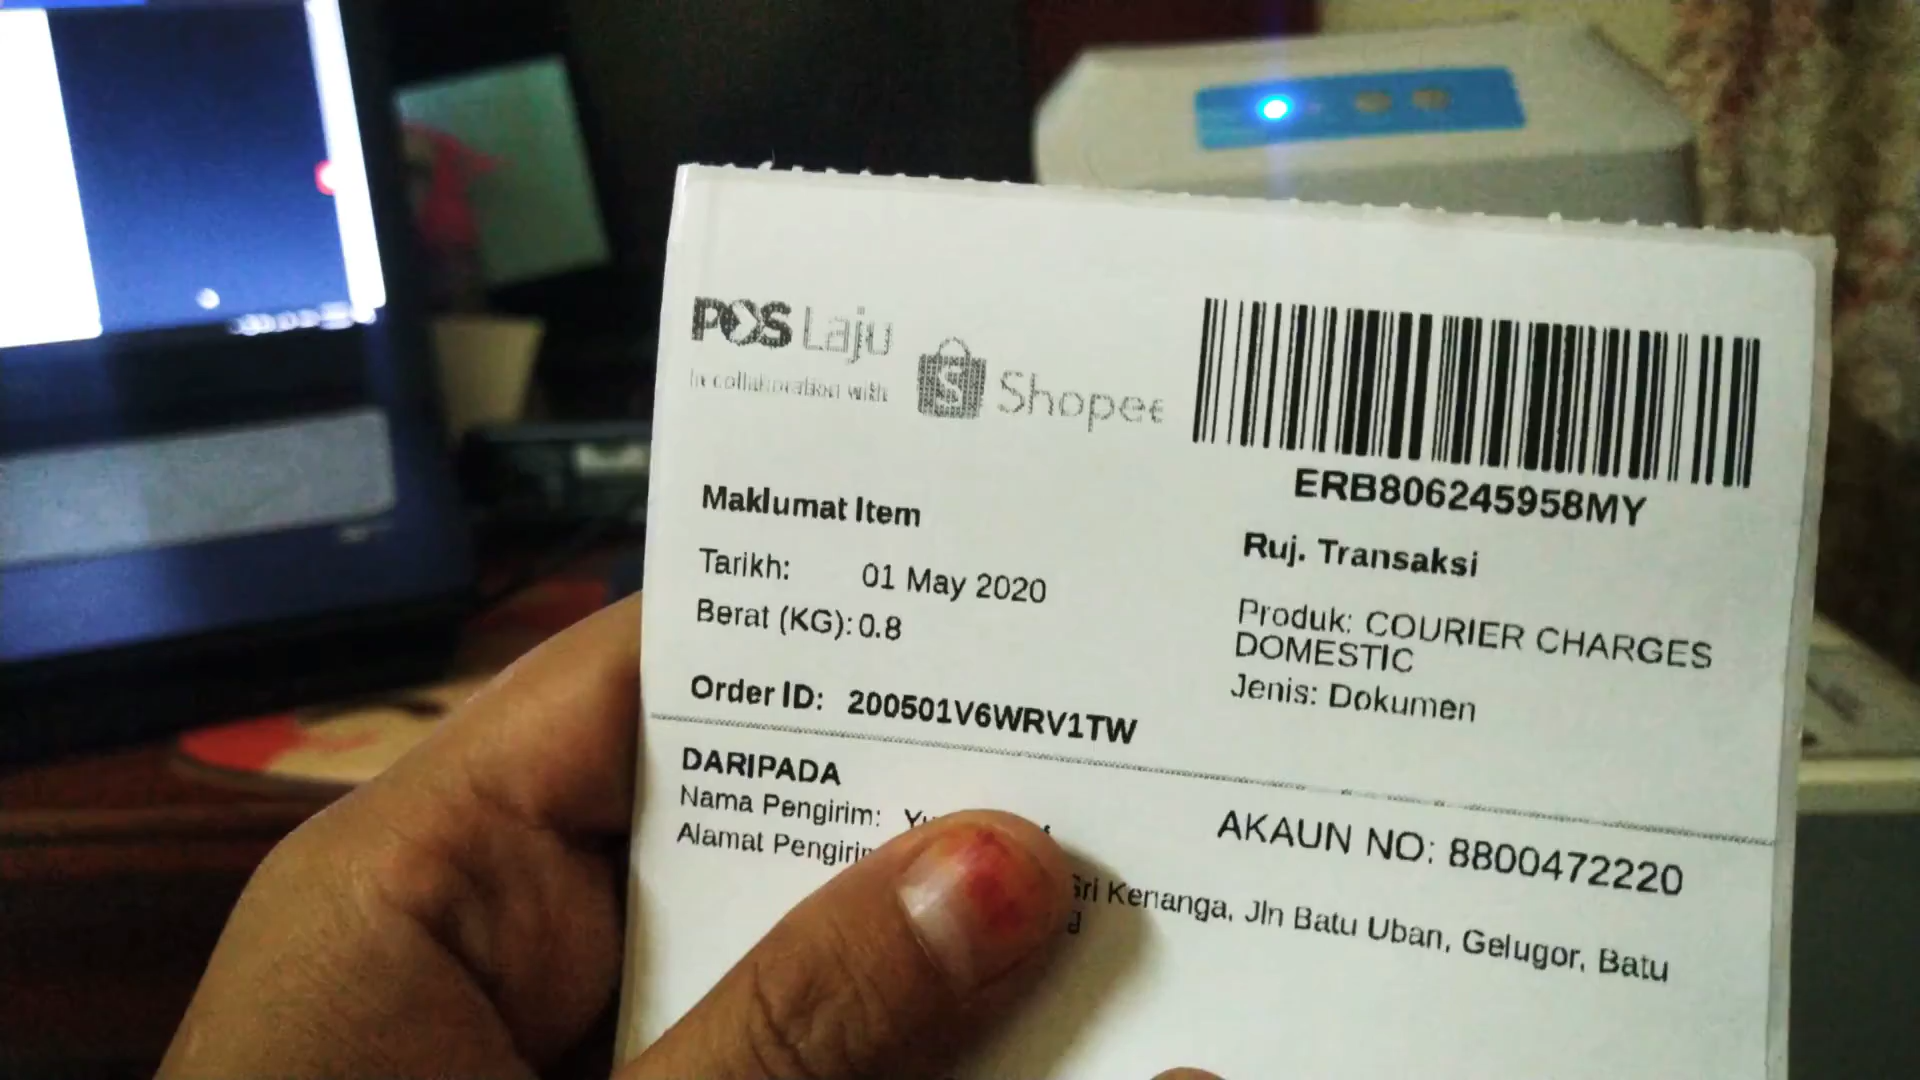 POS Laju
In collaboration with
Shopee
ERB806245958MY
Maklumat Item
Tarikh: 01 May 2020
Berat (KG): 0.8
Order ID: 200501V6WRV1TW
Ruj. Transaksi
Produk: COURIER CHARGES
DOMESTIC
Jenis: Dokumen
DARIPADA
Nama Pengirim:
Alamat
AKAUN NO: 8800472220
Sri Kenanga, Jln Batu Uban, Gelugor, Batu